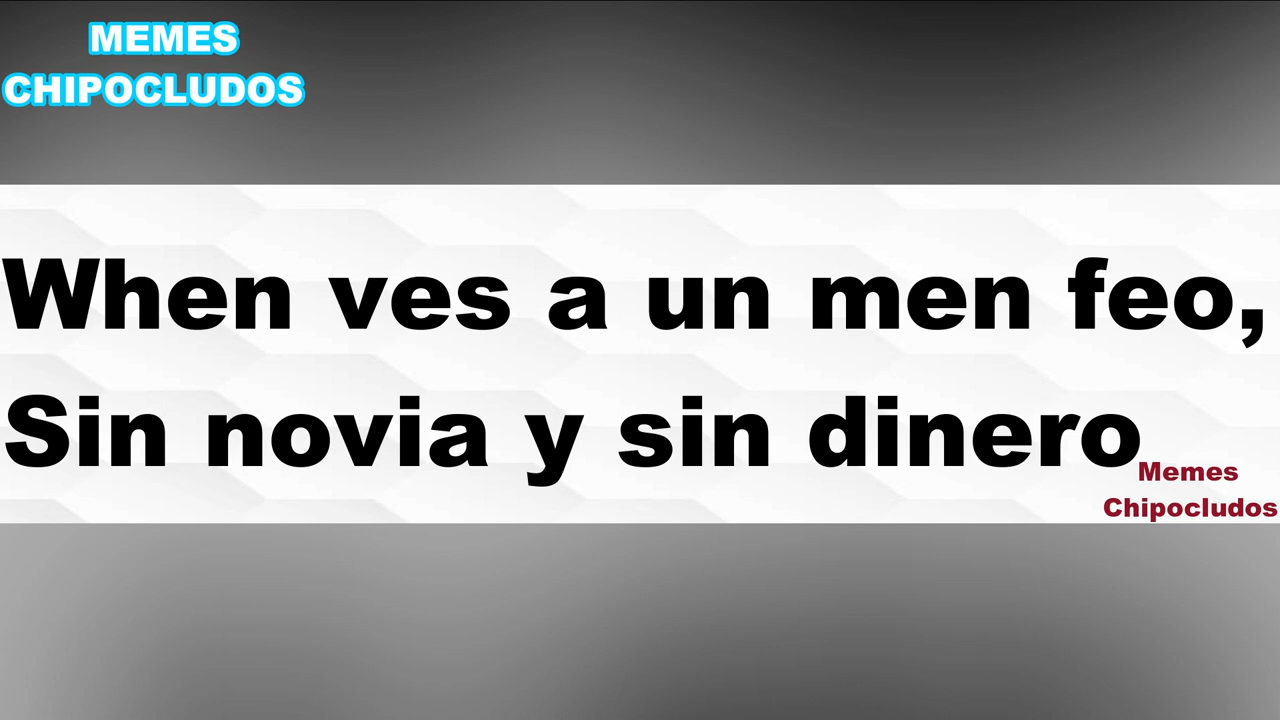 MEMES
CHIPOCLUDOS
When ves a un men feo,
Sin novia y sin dinero
Memes
Chipocludos